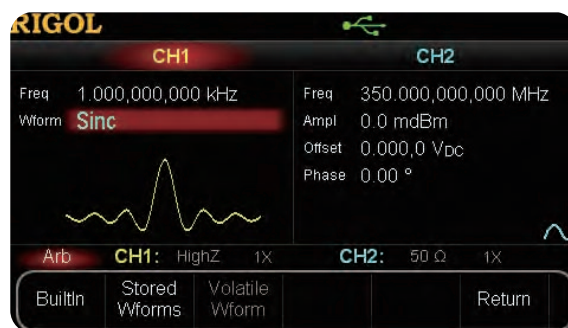 RIGOL
CH1
CH2
Freq 1.000,000,000 kHz
Wform Sinc
Freq 350.000,000,000 MHz
Ampl 0.0 mdBm
Offset 0.000,0 VDC
Phase 0.00 °
Arb CH1: HighZ 1X CH2: 50 Ω 1X
BuiltIn
Stored Wforms
Volatile Wform
Return